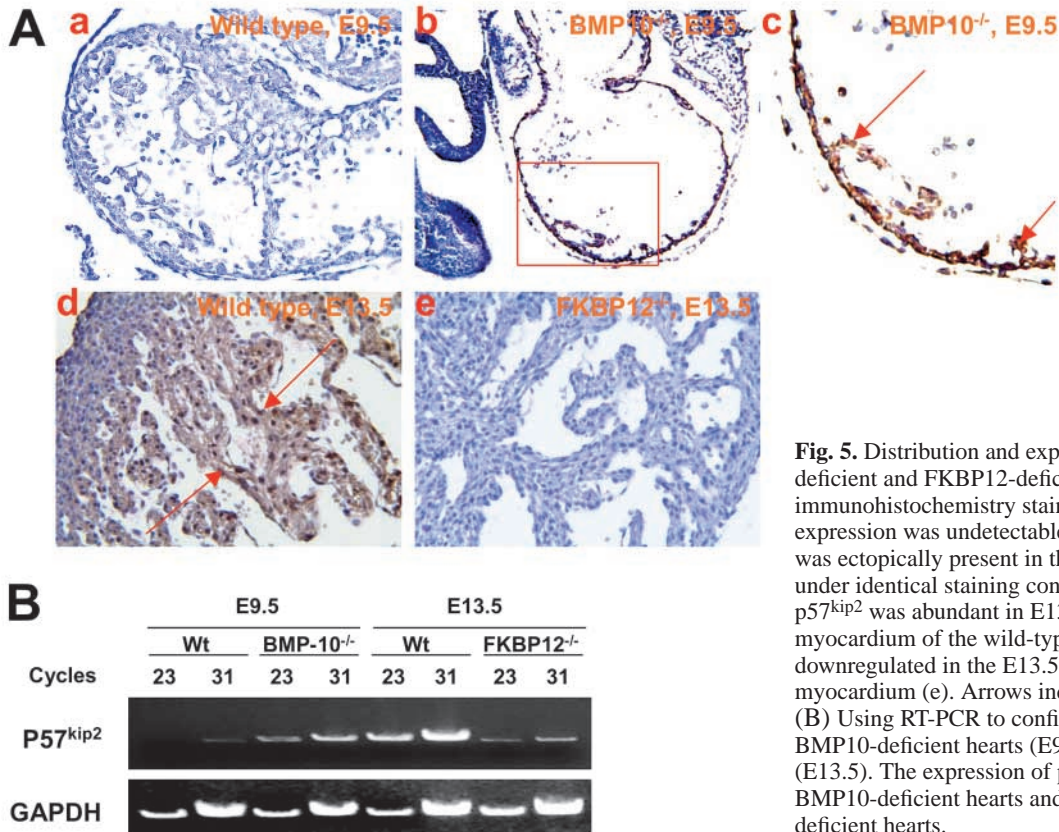 A
a
Wild type, E9.5
b
BMP10-/-, E9.5
c
BMP10-/-, E9.5
d
Wild type, E13.5
e
FKBP12-/-, E13.5
Fig. 5. Distribution and exp
deficient and FKBP12-defic
immunohistochemistry stain
expression was undetectable
was ectopically present in th
under identical staining con
p57kip2 was abundant in E13
myocardium of the wild-typ
downregulated in the E13.5
myocardium (e). Arrows inc
(B) Using RT-PCR to confi
BMP10-deficient hearts (E9
(E13.5). The expression of p
BMP10-deficient hearts and
deficient hearts.
B
E9.5 E13.5
Wt BMP-10-/- Wt FKBP12-/-
Cycles 23 31 23 31 23 31 23 31
P57kip2
GAPDH